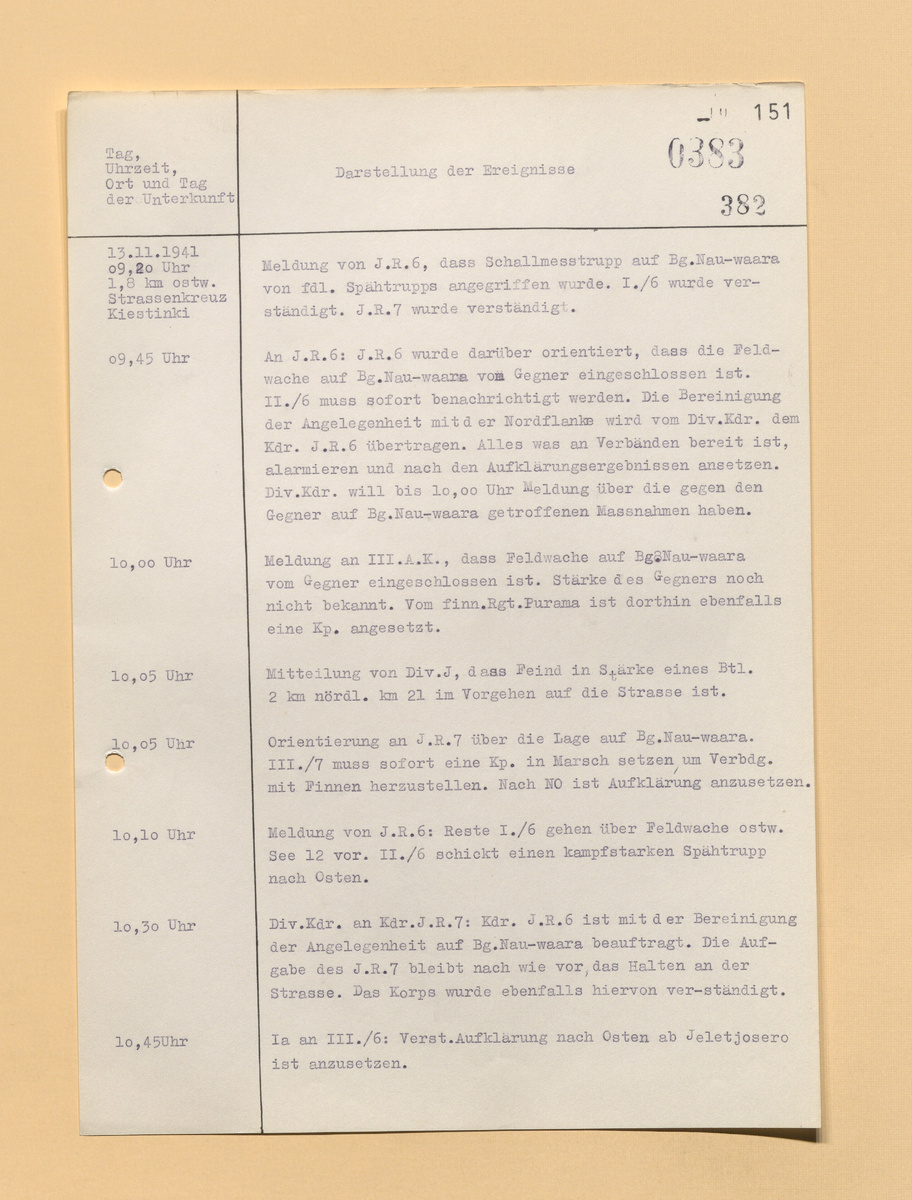 151
0383
382
Tag,
Uhrzeit,
Ort und Tag
der Unterkunft
Darstellung der Ereignisse
13.11.1941
09,20 Uhr
1,8 km ostw.
Strassenkreuz
Kiestinki
Meldung von J.R.6, dass Schallmesstrupp auf Bg.Nau-waara
von fdl. Spähtrupps angegriffen wurde. I./6 wurde ver-
ständigt. J.R.7 wurde verständigt.
09,45 Uhr
An J.R.6: J.R.6 wurde darüber orientiert, dass die Feld-
wache auf Bg.Nau-waara vom Gegner eingeschlossen ist.
II./6 muss sofort benachrichtigt werden. Die Bereinigung
der Angelegenheit mit der Nordflanke wird vom Div.Kdr. dem
Kdr. J.R.6 übertragen. Alles was an Verbänden bereit ist,
alarmieren und nach den Aufklärungsergebnissen ansetzen.
Div.Kdr. will bis lo,oo Uhr Meldung über die gegen den
Gegner auf Bg.Nau-waara getroffenen Massnahmen haben.
lo,oo Uhr
Meldung an III.A.K., dass Feldwache auf Bg.Nau-waara
vom Gegner eingeschlossen ist. Stärke des Gegners noch
nicht bekannt. Vom finn.Rgt.Purama ist dorthin ebenfalls
eine Kp. angesetzt.
lo,o5 Uhr
Mitteilung von Div.J, dass Feind in Stärke eines Btl.
2 km nördl. km 21 im Vorgehen auf die Strasse ist.
lo,o5 Uhr
Orientierung an J.R.7 über die Lage auf Bg.Nau-waara.
III./7 muss sofort eine Kp. in Marsch setzen, um Verbdg.
mit Finnen herzustellen. Nach NO ist Aufklärung anzusetzen.
lo,lo Uhr
Meldung von J.R.6: Reste I./6 gehen über Feldwache ostw.
See 12 vor. II./6 schickt einen kampfstarken Spähtrupp
nach Osten.
lo,3o Uhr
Div.Kdr. an Kdr.J.R.7: Kdr. J.R.6 ist mit der Bereinigung
der Angelegenheit auf Bg.Nau-waara beauftragt. Die Auf-
gabe des J.R.7 bleibt nach wie vor, das Halten an der
Strasse. Das Korps wurde ebenfalls hiervon ver-ständigt.
lo,45Uhr
Ia an III./6: Verst.Aufklärung nach Osten ab Jeletjosero
ist anzusetzen.